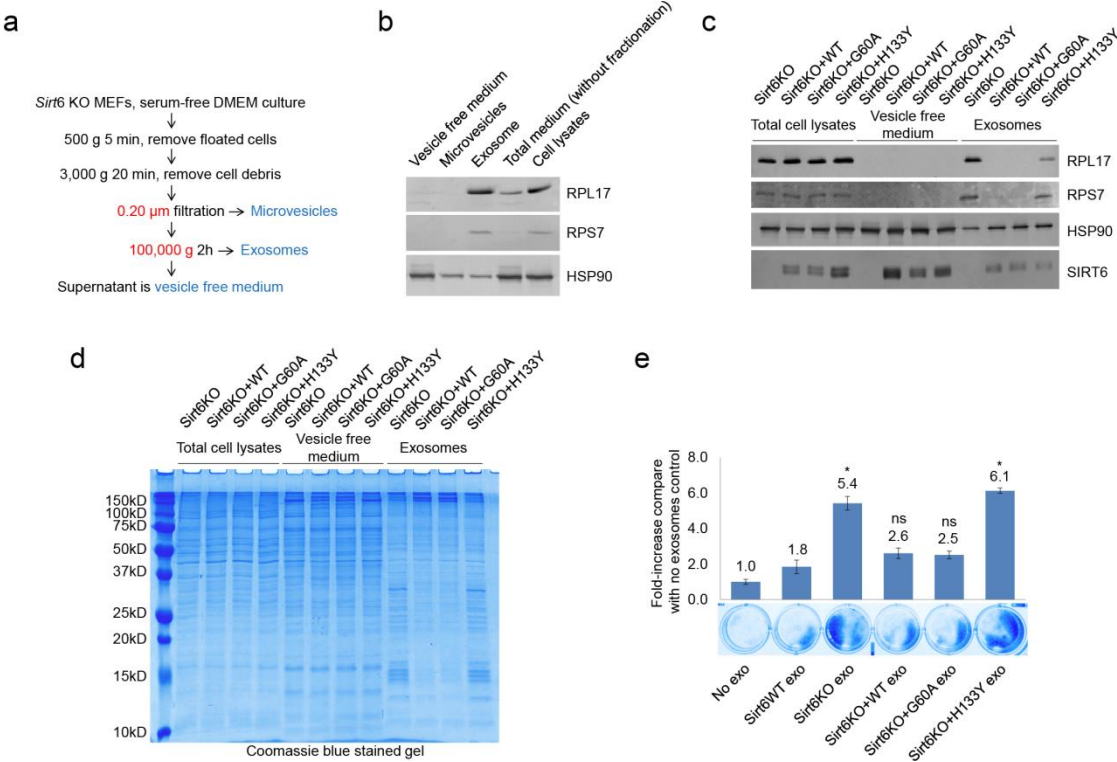 a
Sirt6 KO MEFs, serum-free DMEM culture
500 g 5 min, remove floated cells
3,000 g 20 min, remove cell debris
0.20 µm filtration → Microvesicles
100,000 g 2h → Exosomes
Supernatant is vesicle free medium
b
Vesicle free medium
Microvesicles
Exosome
Total medium (without fractionation)
Cell lysates
RPL17
RPS7
HSP90
c
Sirt6KO
Sirt6KO+WT
Sirt6KO+G60A
Sirt6KO+H133Y
Sirt6KO
Sirt6KO+WT
Sirt6KO+G60A
Sirt6KO+H133Y
Sirt6KO
Sirt6KO+WT
Sirt6KO+G60A
Sirt6KO+H133Y
Total cell lysates
Vesicle free
medium
Exosomes
RPL17
RPS7
HSP90
SIRT6
d
Sirt6KO
Sirt6KO+WT
Sirt6KO+G60A
Sirt6KO+H133Y
Sirt6KO
Sirt6KO+WT
Sirt6KO+G60A
Sirt6KO+H133Y
Sirt6KO
Sirt6KO+WT
Sirt6KO+G60A
Sirt6KO+H133Y
Total cell lysates
Vesicle free
medium
Exosomes
150kD
100kD
75kD
50kD
37kD
25kD
20kD
15kD
10kD
Coomassie blue stained gel
e
Fold-increase compare
with no exosomes control
8.0
6.0
4.0
2.0
0.0
1.0
1.8
*
5.4
ns
2.6
ns
2.5
*
6.1
No exo
Sirt6WT exo
Sirt6KO exo
Sirt6KO+WT exo
Sirt6KO+G60A exo
Sirt6KO+H133Y exo